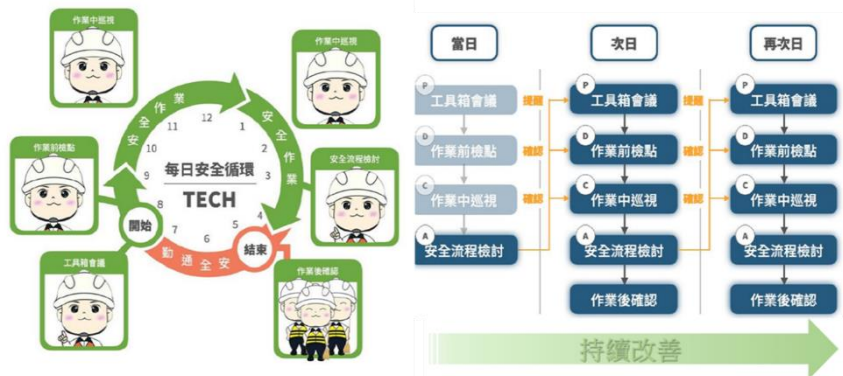 作業中巡視
作業中巡視
作業前檢點
安全流程檢討
工具箱會議
作業後確認
安全作業
安全作業
安全通勤
12
1
2
3
4
5
6
7
8
9
10
11
每日安全循環
TECH
開始
結束
當日
次日
再次日
P
工具箱會議
D
作業前檢點
C
作業中巡視
A
安全流程檢討
提醒
確認
確認
P
工具箱會議
D
作業前檢點
C
作業中巡視
A
安全流程檢討
作業後確認
提醒
確認
確認
P
工具箱會議
D
作業前檢點
C
作業中巡視
A
安全流程檢討
作業後確認
持續改善